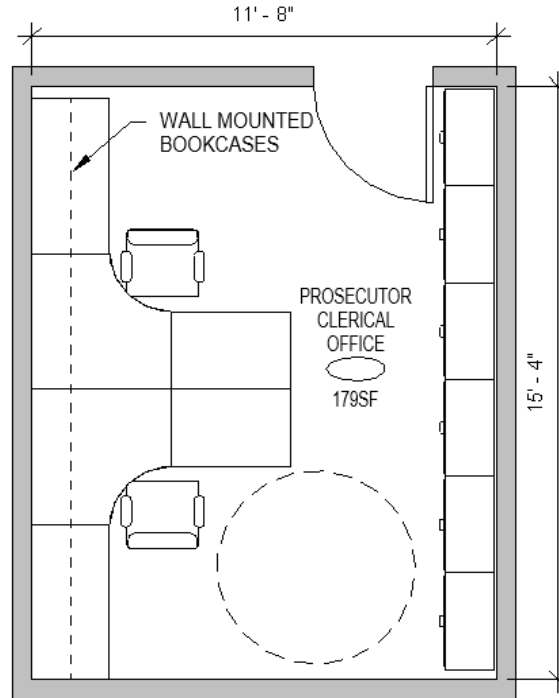 11' - 8"
WALL MOUNTED
BOOKCASES
PROSECUTOR
CLERICAL
OFFICE
179SF
15' - 4"